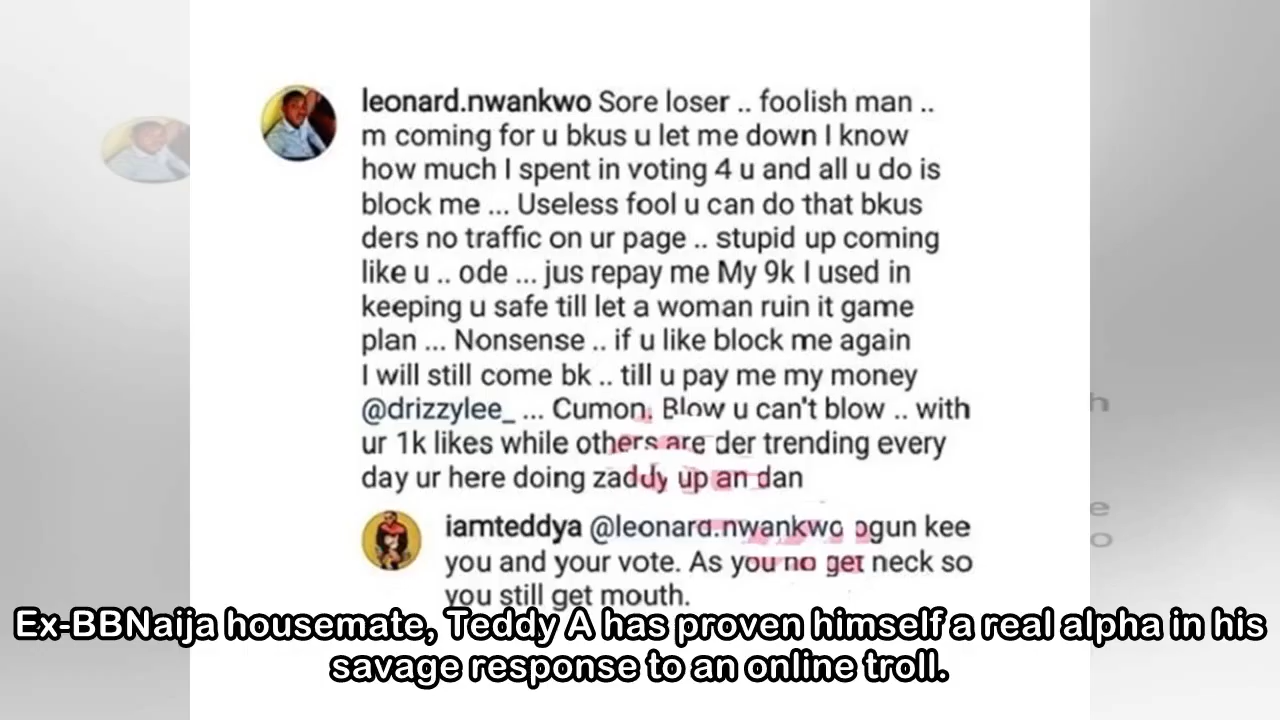 leonard.nwankwo Sore loser .. foolish man ..
m coming for u bkus u let me down I know
how much I spent in voting 4 u and all u do is
block me ... Useless fool u can do that bkus
ders no traffic on ur page .. stupid up coming
like u .. ode ... jus repay me My 9k I used in
keeping u safe till let a woman ruin it game
plan ... Nonsense .. if u like block me again
I will still come bk .. till u pay me my money
@drizzylee_ ... Cumon. Blow u can't blow .. with
ur 1k likes while others are der trending every
day ur here doing zaddy up an dan
iamteddya @leonard.nwankwo ogun kee
you and your vote. As you no get neck so
you still get mouth.
Ex-BBNaija housemate, Teddy A has proven himself a real alpha in his
savage response to an online troll.